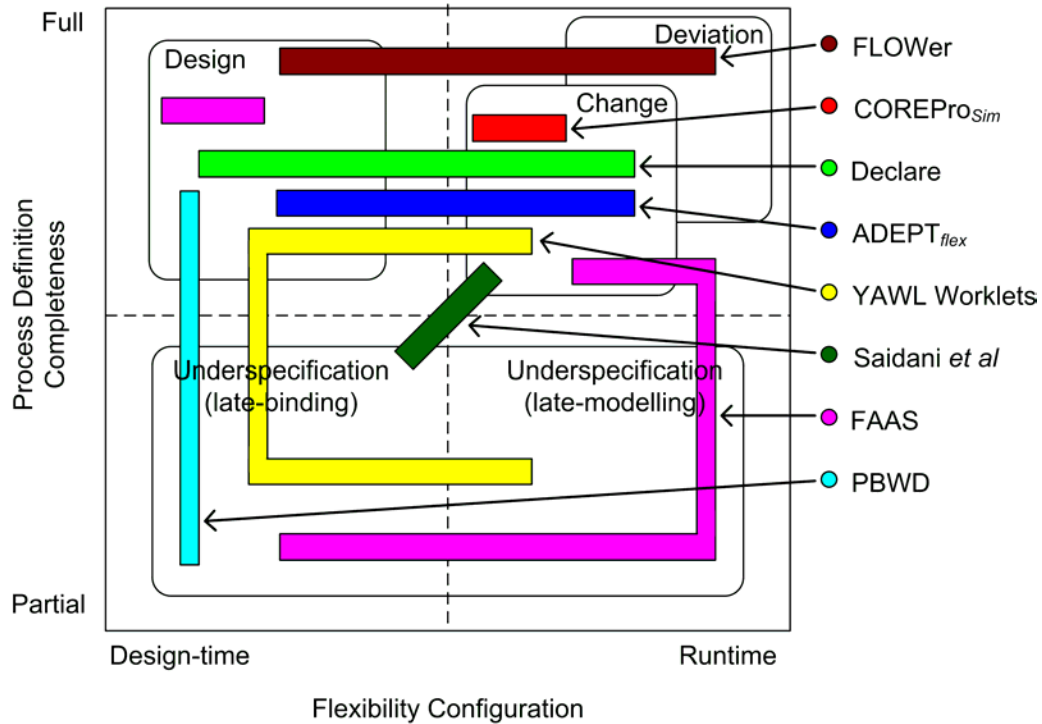 Full
Design
Deviation
Change
FLOWer
COREProSim
Declare
ADEPTflex
YAWL Worklets
Saidani et al
FAAS
PBWD
Process Definition
Completeness
Underspecification
(late-binding)
Underspecification
(late-modelling)
Partial
Design-time
Runtime
Flexibility Configuration